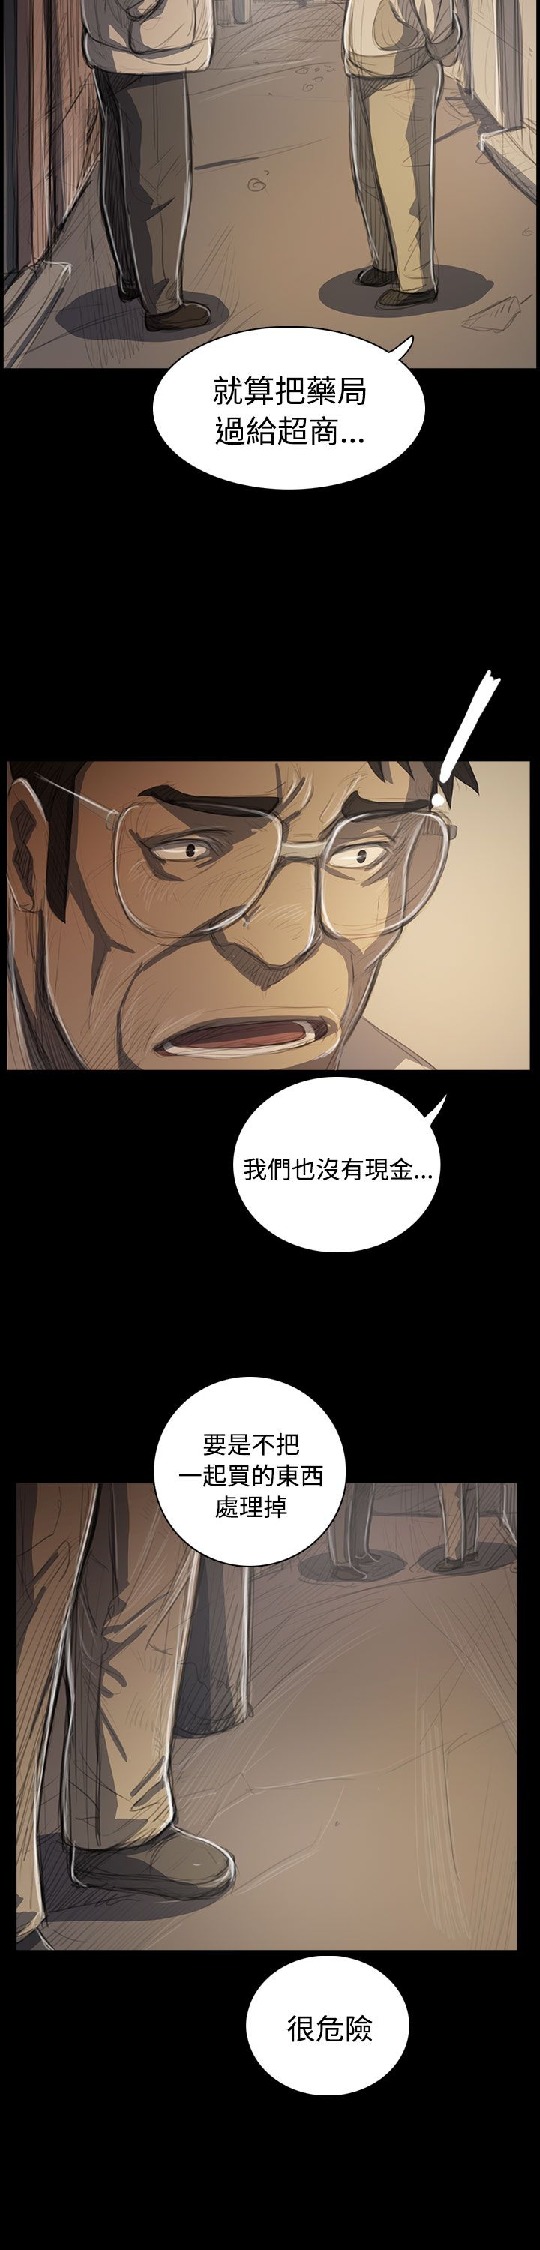 就算把藥局
過給超商...
我們也沒有現金...
要是不把
一起買的東西
處理掉
很危險